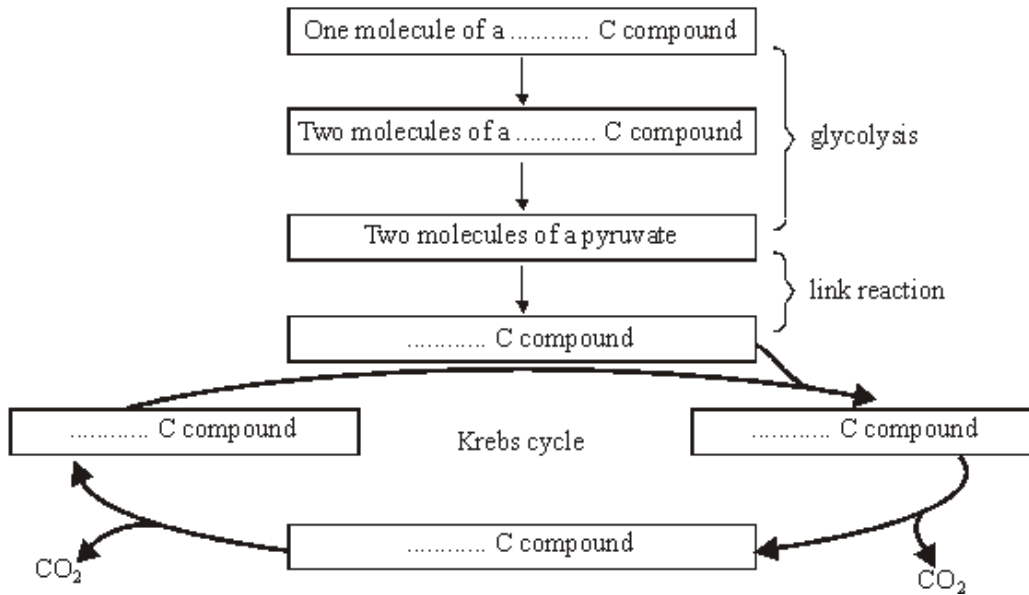 One molecule of a ............ C compound
Two molecules of a ............ C compound
glycolysis
Two molecules of a pyruvate
link reaction
............ C compound
............ C compound
Krebs cycle
............ C compound
............ C compound
CO₂
CO₂